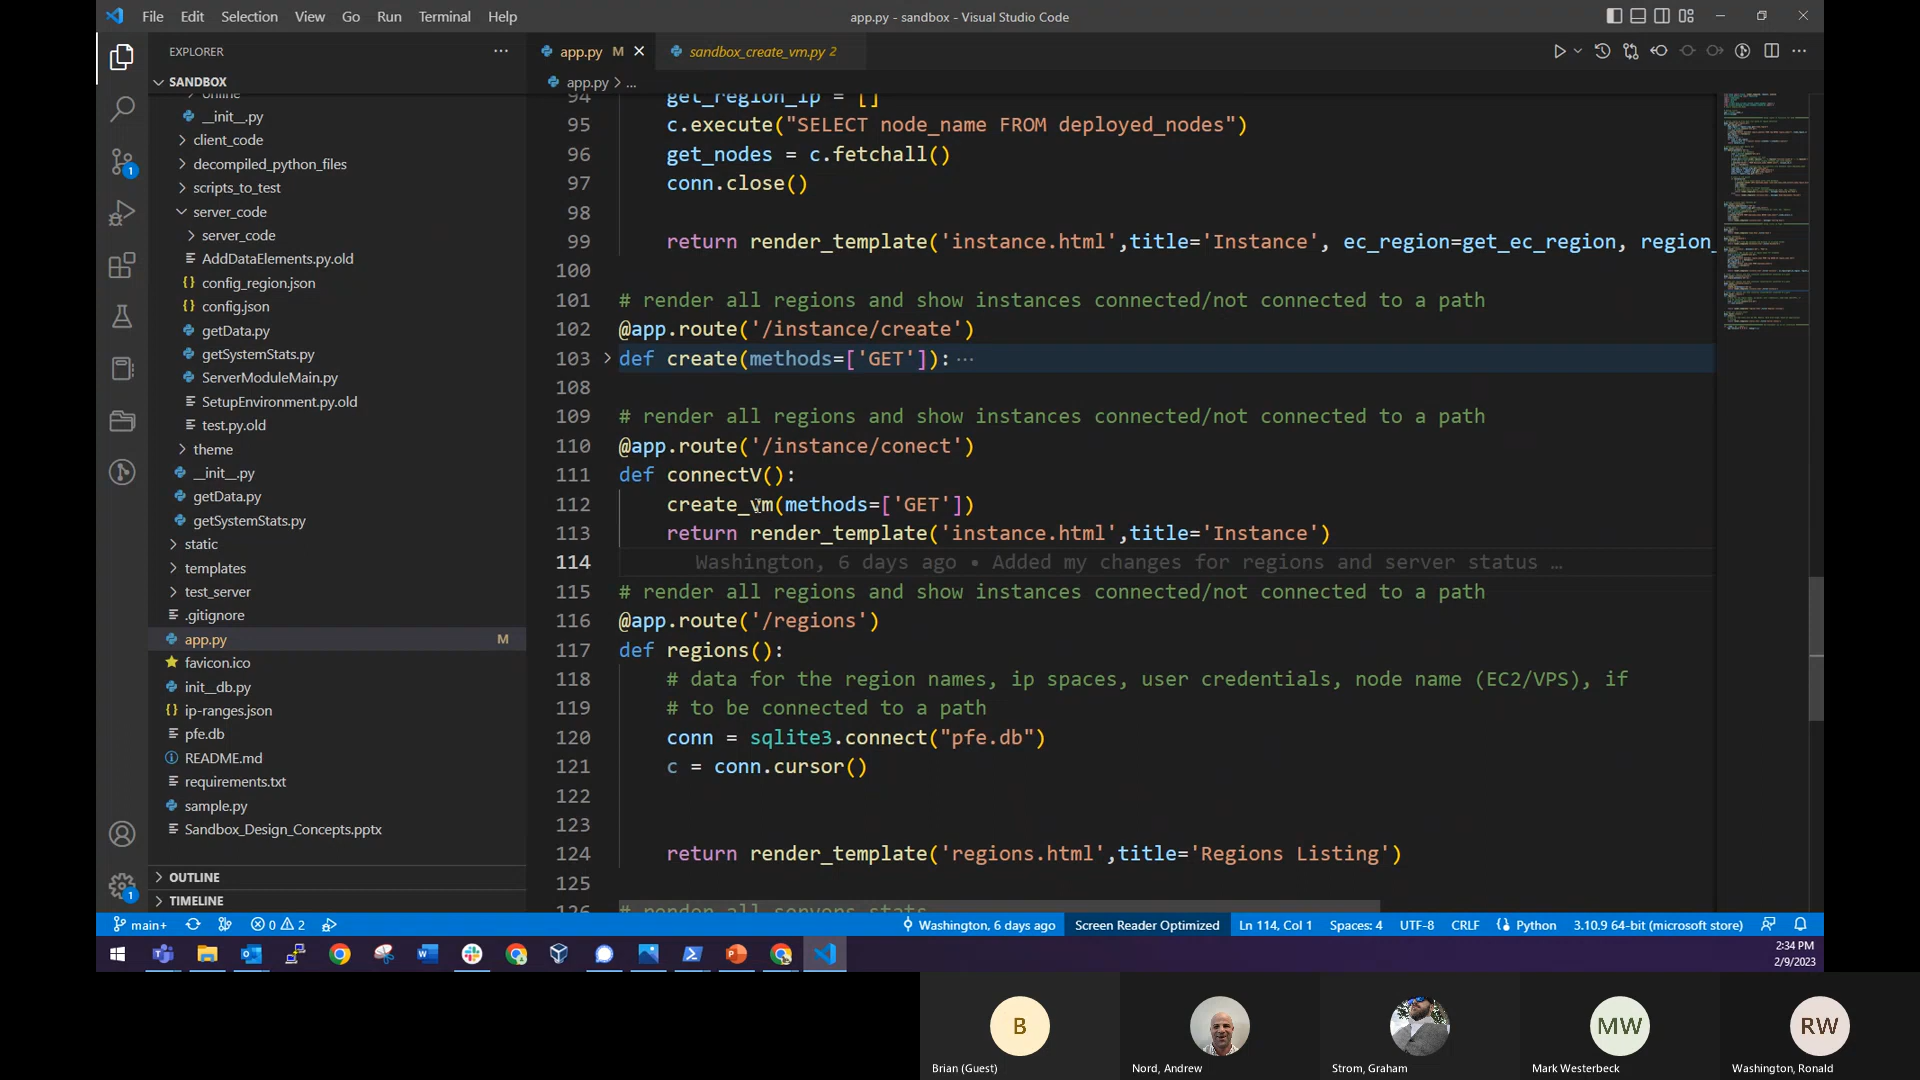 File Edit Selection View Go Run Terminal Help
app.py - sandbox - Visual Studio Code
EXPLORER
SANDBOX
online
__init__.py
client_code
decompiled_python_files
scripts_to_test
server_code
server_code
AddDataElements.py.old
config_region.json
config.json
getData.py
getSystemStats.py
ServerModuleMain.py
SetupEnvironment.py.old
test.py.old
theme
__init__.py
getData.py
getSystemStats.py
static
templates
test_server
.gitignore
app.py M
favicon.ico
init__db.py
ip-ranges.json
pfe.db
README.md
requirements.txt
sample.py
Sandbox_Design_Concepts.pptx
OUTLINE
TIMELINE
1
1
app.py M
sandbox_create_vm.py 2
app.py > ...
94 get_region_ip = []
95 c.execute("SELECT node_name FROM deployed_nodes")
96 get_nodes = c.fetchall()
97 conn.close()
98
99 return render_template('instance.html',title='Instance', ec_region=get_ec_region, region_
100
101 # render all regions and show instances connected/not connected to a path
102 @app.route('/instance/create')
103 def create(methods=['GET']): ...
108
109 # render all regions and show instances connected/not connected to a path
110 @app.route('/instance/conect')
111 def connectV():
112 create_vm(methods=['GET'])
113 return render_template('instance.html',title='Instance')
114 Washington, 6 days ago • Added my changes for regions and server status …
115 # render all regions and show instances connected/not connected to a path
116 @app.route('/regions')
117 def regions():
118 # data for the region names, ip spaces, user credentials, node name (EC2/VPS), if
119 # to be connected to a path
120 conn = sqlite3.connect("pfe.db")
121 c = conn.cursor()
122
123
124 return render_template('regions.html',title='Regions Listing')
125
126 # render all servers stats
main+ 0 2 Washington, 6 days ago Screen Reader Optimized Ln 114, Col 1 Spaces: 4 UTF-8 CRLF Python 3.10.9 64-bit (microsoft store)
2:34 PM
2/9/2023
B
MW
RW
Brian (Guest)
Nord, Andrew
Strom, Graham
Mark Westerbeck
Washington, Ronald